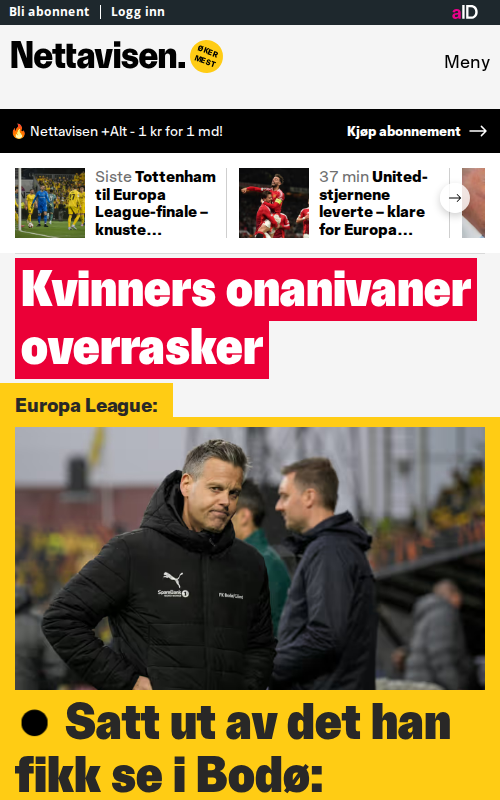 Bli abonnent
Logg inn
aID
Nettavisen.
ØKER
MEST
Meny
🔥 Nettavisen +Alt - 1 kr for 1 md!
Kjøp abonnement →
Siste Tottenham
til Europa
League-finale –
knuste...
37 min United-
stjernene
leverte – klare
for Europa...
Kvinners onanivaner
overrasker
Europa League:
SpareBank 1
FK Bodø/Glimt
Satt ut av det han
fikk se i Bodø: